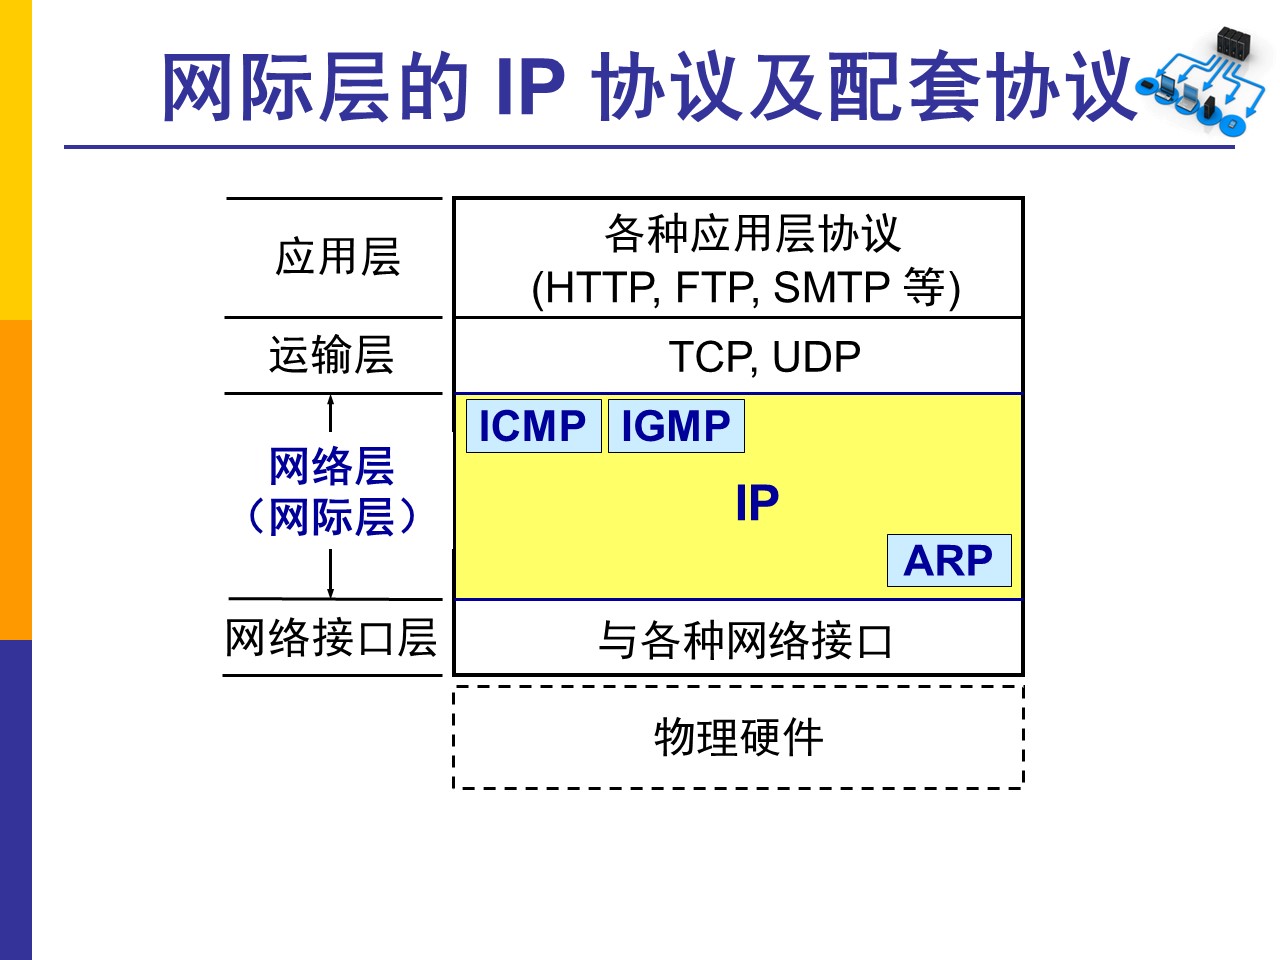 网际层的 IP 协议及配套协议
应用层
各种应用层协议
(HTTP, FTP, SMTP 等)
运输层
TCP, UDP
网络层
（网际层）
ICMP
IGMP
IP
ARP
网络接口层
与各种网络接口
物理硬件